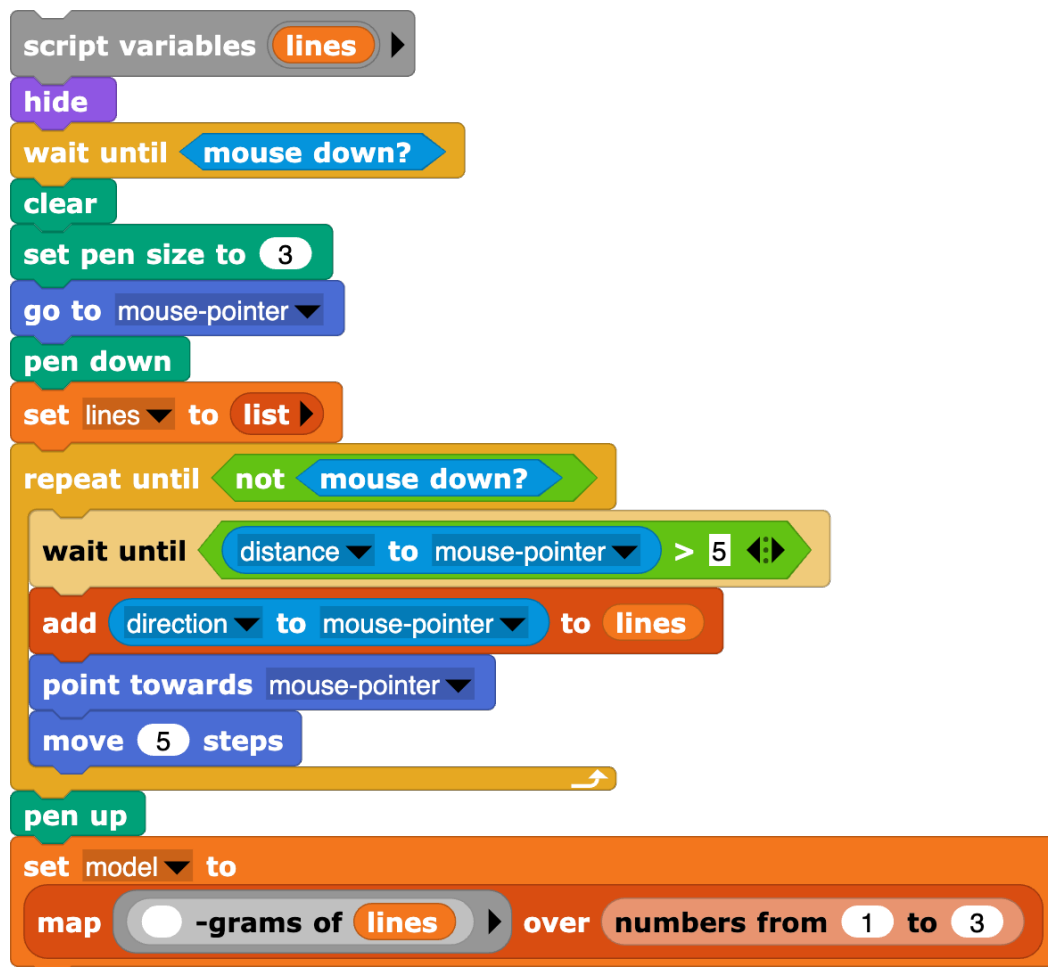 script variables lines
hide
wait until mouse down?
clear
set pen size to 3
go to mouse-pointer
pen down
set lines to list
repeat until not mouse down?
wait until distance to mouse-pointer > 5
add direction to mouse-pointer to lines
point towards mouse-pointer
move 5 steps
pen up
set model to
map -grams of lines over numbers from 1 to 3